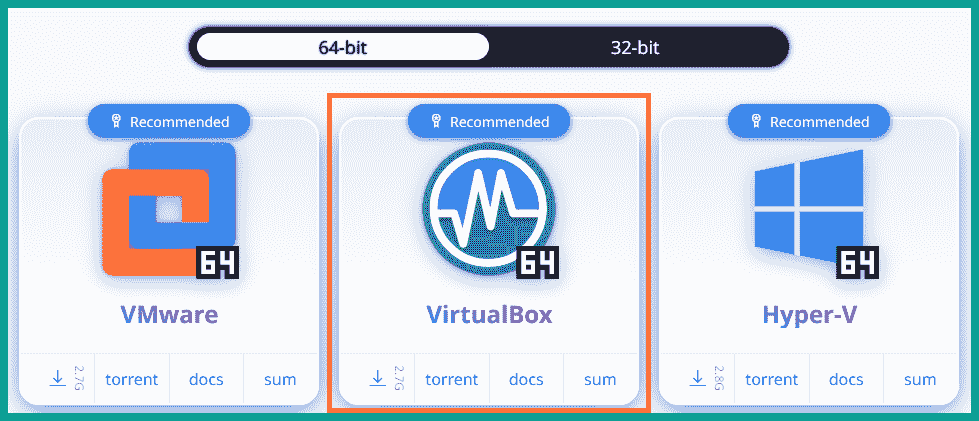 64-bit 32-bit
Recommended Recommended Recommended
64 64 64
VMware VirtualBox Hyper-V
2.7G torrent docs sum 2.7G torrent docs sum 2.8G torrent docs sum